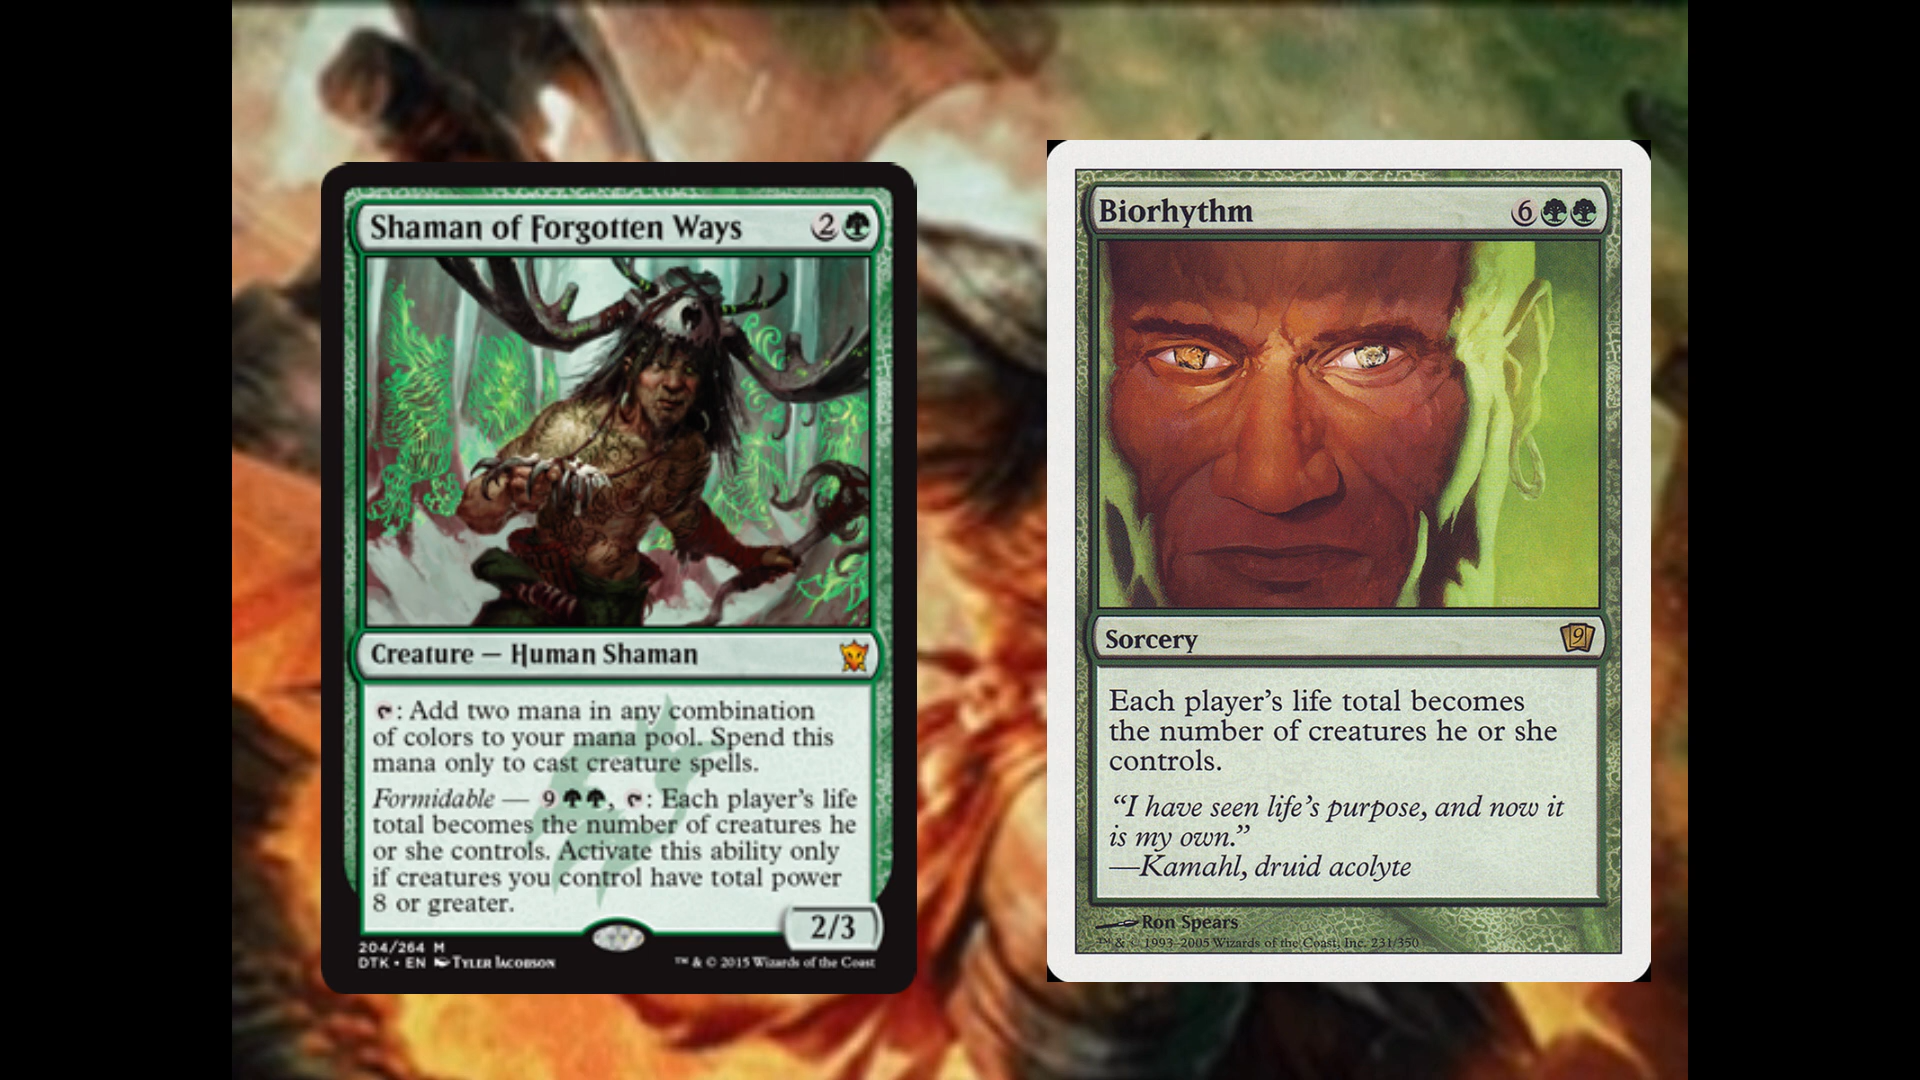 Shaman of Forgotten Ways 2
Creature — Human Shaman
: Add two mana in any combination
of colors to your mana pool. Spend this
mana only to cast creature spells.
Formidable — 9 , : Each player's life
total becomes the number of creatures he
or she controls. Activate this ability only
if creatures you control have total power
8 or greater.
2/3
204/264 M
DTK • EN Tyler Jacobson
™ & © 2015 Wizards of the Coast
Biorhythm 6
Sorcery 9
Each player's life total becomes
the number of creatures he or she
controls.
"I have seen life's purpose, and now it
is my own."
—Kamahl, druid acolyte
Ron Spears
™ & © 1993–2005 Wizards of the Coast, Inc. 231/350